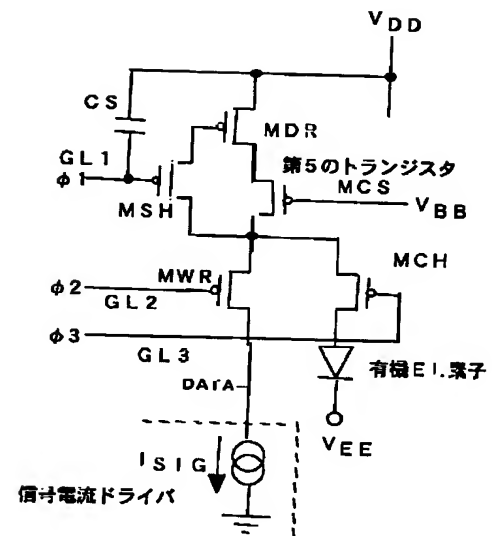 VDD
CS
MDR
GL1
φ1
第5のトランジスタ
MCS
MSH
VBB
MWR
MCH
φ2
GL2
φ3
GL3
有機EL素子
DATA
VEE
ISIG
信号電流ドライバ